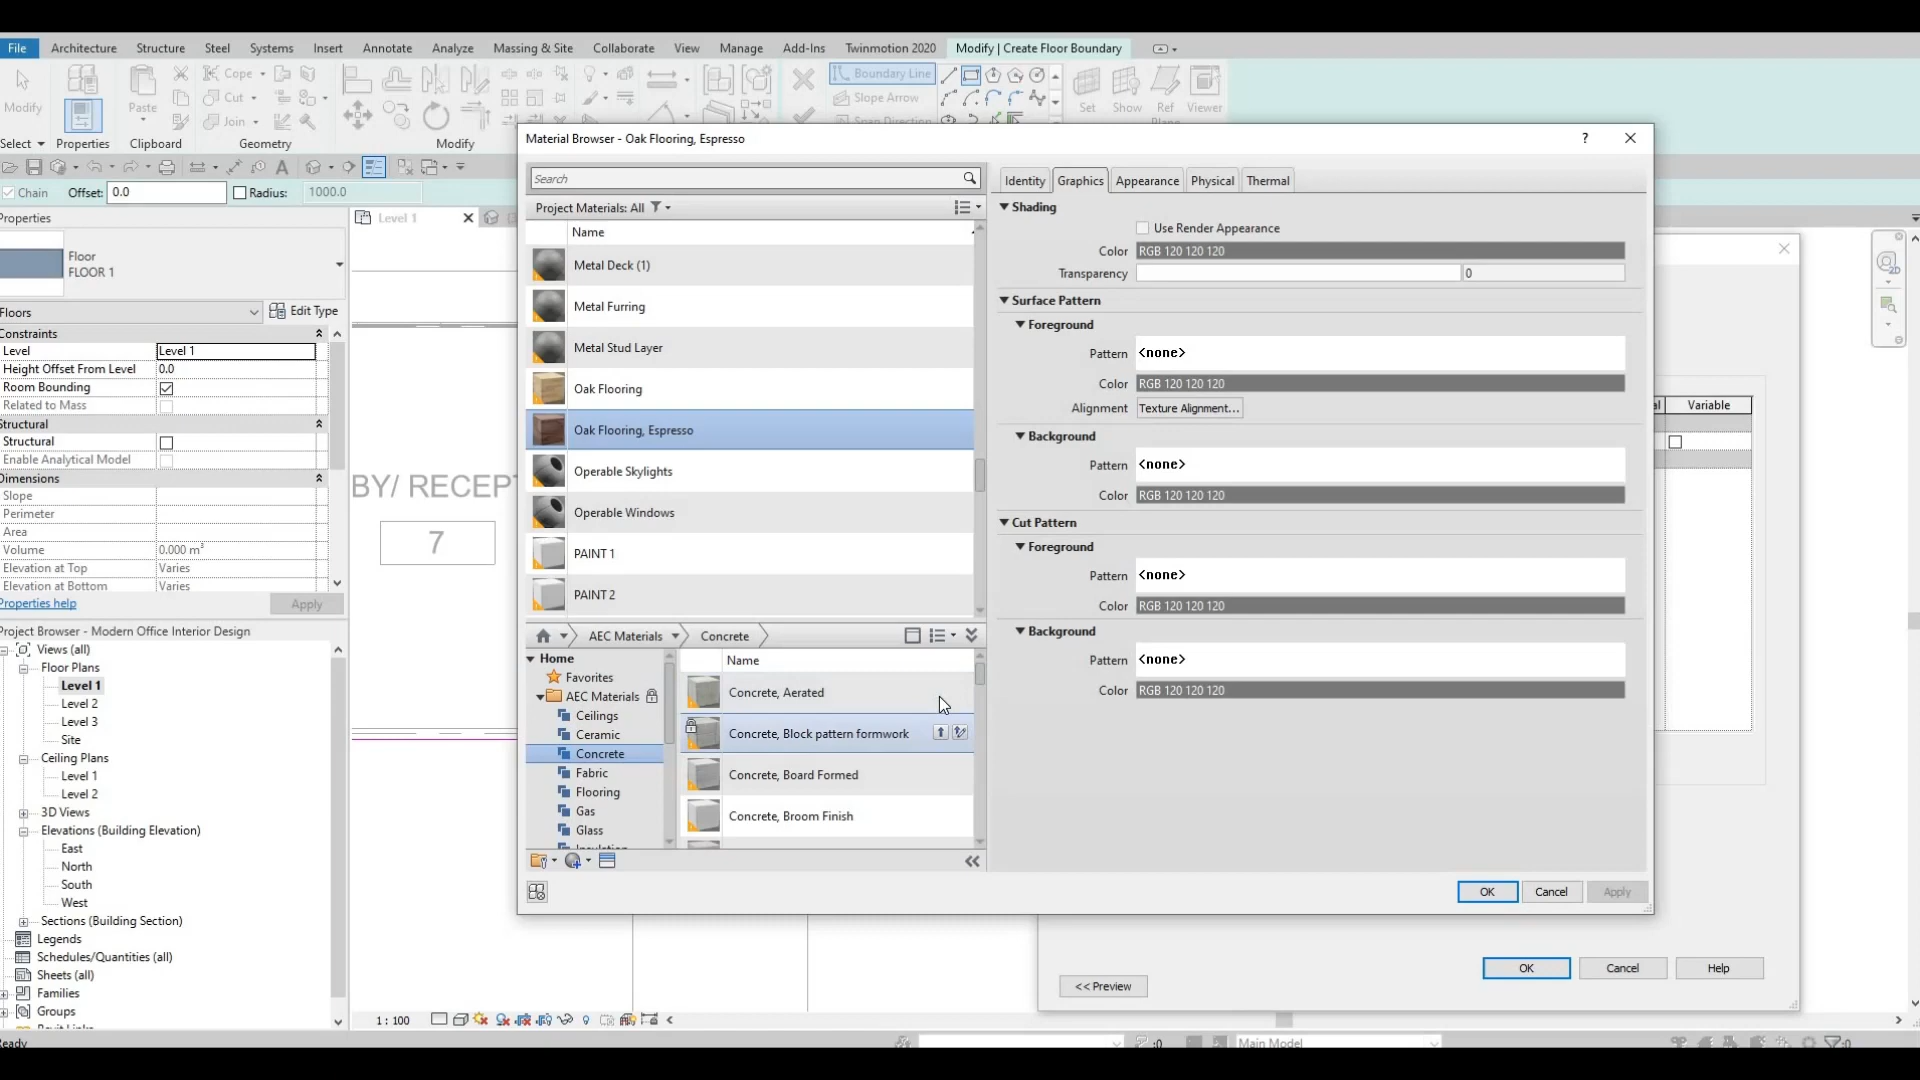 File Architecture Structure Steel Systems Insert Annotate Analyze Massing & Site Collaborate View Manage Add-Ins Twinmotion 2020 Modify | Create Floor Boundary
Modify
Paste
Cope
Cut
Join
Boundary Line
Slope Arrow
Span Direction
Set Show Ref Viewer
Plane
Select Properties Clipboard Geometry Modify
Chain Offset: 0.0 Radius: 1000.0
Properties
Floor
FLOOR 1
Floors Edit Type
Constraints
Level Level 1
Height Offset From Level 0.0
Room Bounding
Related to Mass
Structural
Structural
Enable Analytical Model
Dimensions
Slope
Perimeter
Area
Volume 0.000 m³
Elevation at Top Varies
Elevation at Bottom Varies
Properties help Apply
Project Browser - Modern Office Interior Design
Views (all)
Floor Plans
Level 1
Level 2
Level 3
Site
Ceiling Plans
Level 1
Level 2
3D Views
Elevations (Building Elevation)
East
North
South
West
Sections (Building Section)
Legends
Schedules/Quantities (all)
Sheets (all)
Families
Groups
Revit Links
Ready
Level 1
BY/ RECEPT
7
1 : 100
Material Browser - Oak Flooring, Espresso
?
Search
Project Materials: All
Name
Metal Deck (1)
Metal Furring
Metal Stud Layer
Oak Flooring
Oak Flooring, Espresso
Operable Skylights
Operable Windows
PAINT 1
PAINT 2
AEC Materials Concrete
Home
Favorites
AEC Materials
Ceilings
Ceramic
Concrete
Fabric
Flooring
Gas
Glass
Insulation
Name
Concrete, Aerated
Concrete, Block pattern formwork
Concrete, Board Formed
Concrete, Broom Finish
Identity Graphics Appearance Physical Thermal
Shading
Use Render Appearance
Color RGB 120 120 120
Transparency 0
Surface Pattern
Foreground
Pattern <none>
Color RGB 120 120 120
Alignment Texture Alignment...
Background
Pattern <none>
Color RGB 120 120 120
Cut Pattern
Foreground
Pattern <none>
Color RGB 120 120 120
Background
Pattern <none>
Color RGB 120 120 120
OK Cancel Apply
Variable
OK Cancel Help
<< Preview
2D
:0 Main Model :0